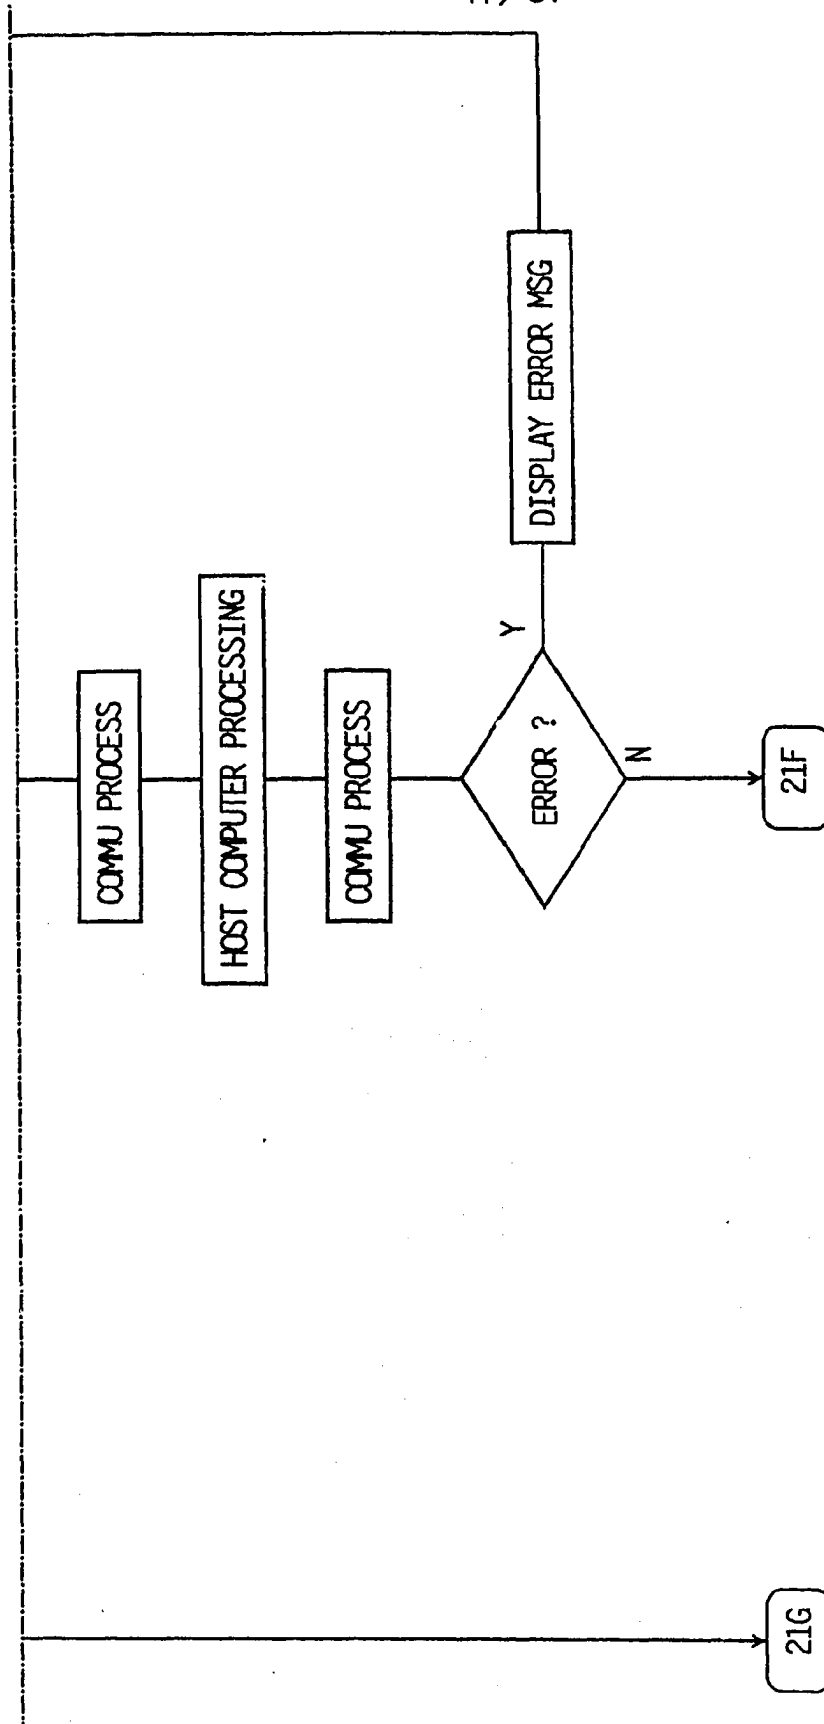 COMMU PROCESS
HOST COMPUTER PROCESSING
COMMU PROCESS
ERROR ?
Y
DISPLAY ERROR MSG
N
21F
21G